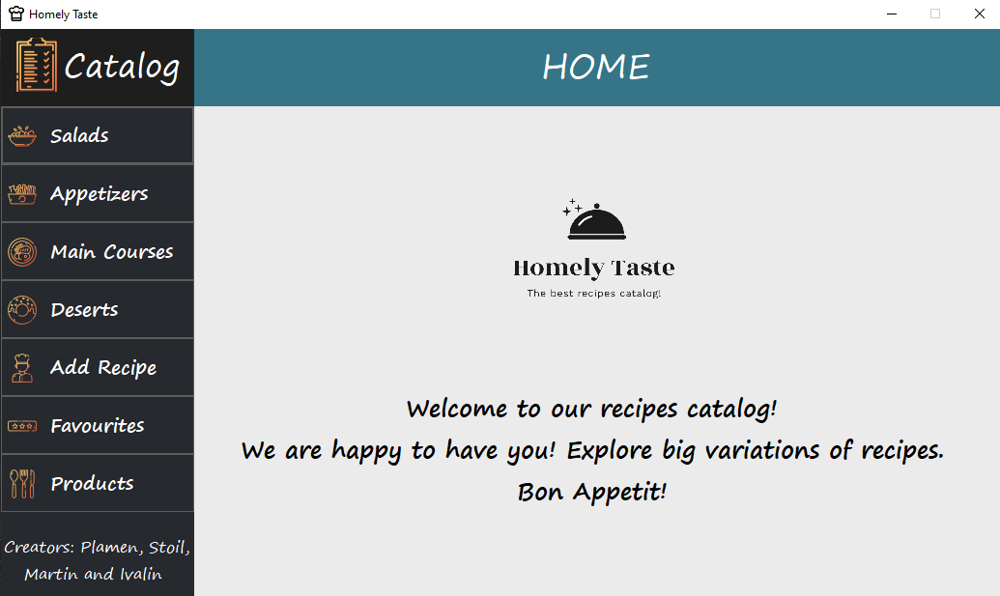 Homely Taste
Catalog
HOME
Salads
Appetizers
Main Courses
Deserts
Add Recipe
Favourites
Products
Creators: Plamen, Stoil,
Martin and Ivalin
Homely Taste
The best recipes catalog!
Welcome to our recipes catalog!
We are happy to have you! Explore big variations of recipes.
Bon Appetit!